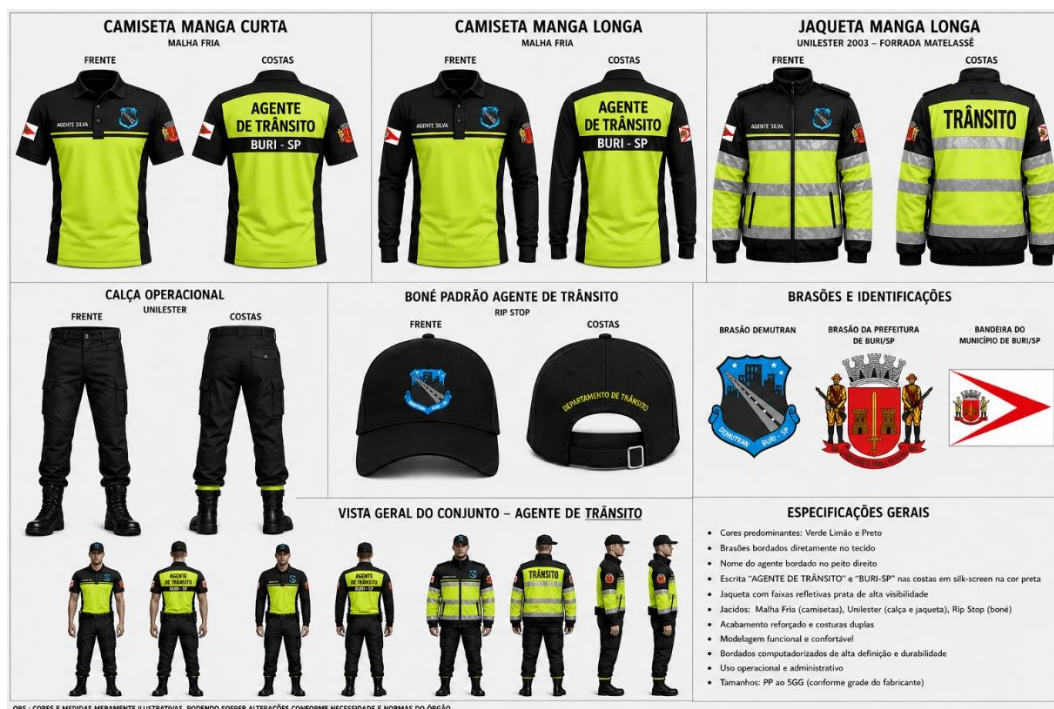 CAMISETA MANGA CURTA
MALHA FRIA
FRENTE
COSTAS
AGENTE SILVA
AGENTE
DE TRÂNSITO
BURI - SP
CAMISETA MANGA LONGA
MALHA FRIA
FRENTE
COSTAS
AGENTE SILVA
AGENTE
DE TRÂNSITO
BURI - SP
JAQUETA MANGA LONGA
UNILESTER 2003 – FORRADA MATELASSÊ
FRENTE
COSTAS
AGENTE SILVA
TRÂNSITO
CALÇA OPERACIONAL
UNILESTER
FRENTE
COSTAS
BONÉ PADRÃO AGENTE DE TRÂNSITO
RIP STOP
FRENTE
COSTAS
DEMUTRAN BURI - SP
DEPARTAMENTO DE TRÂNSITO
BRASÕES E IDENTIFICAÇÕES
BRASÃO DEMUTRAN
DEMUTRAN BURI - SP
BRASÃO DA PREFEITURA
DE BURI/SP
BANDEIRA DO
MUNICÍPIO DE BURI/SP
VISTA GERAL DO CONJUNTO – AGENTE DE TRÂNSITO
AGENTE
DE TRÂNSITO
BURI - SP
AGENTE
DE TRÂNSITO
BURI - SP
TRÂNSITO
ESPECIFICAÇÕES GERAIS
• Cores predominantes: Verde Limão e Preto
• Brasões bordados diretamente no tecido
• Nome do agente bordado no peito direito
• Escrita "AGENTE DE TRÂNSITO" e "BURI-SP" nas costas em silk-screen na cor preta
• Jaqueta com faixas refletivas prata de alta visibilidade
• Jacidos: Malha Fria (camisetas), Unilester (calça e jaqueta), Rip Stop (boné)
• Acabamento reforçado e costuras duplas
• Modelagem funcional e confortável
• Bordados computadorizados de alta definição e durabilidade
• Uso operacional e administrativo
• Tamanhos: PP ao 5GG (conforme grade do fabricante)
OBS.: CORES E MEDIDAS MERAMENTE ILUSTRATIVAS, PODENDO SOFRER ALTERAÇÕES CONFORME NECESSIDADE E NORMAS DO ÓRGÃO